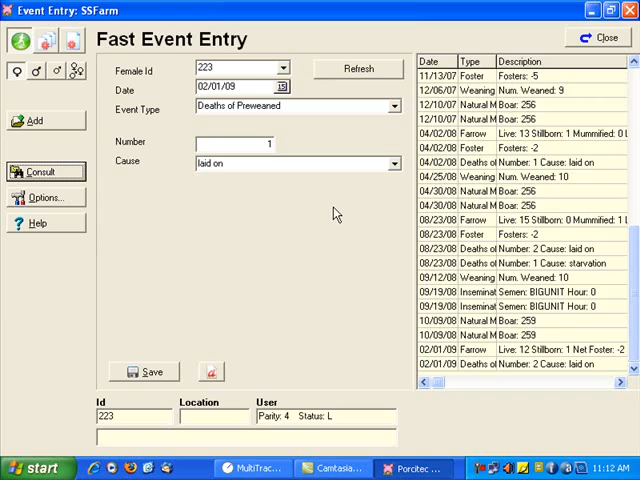 Event Entry: SSFarm
Fast Event Entry
Close
Female Id
223
Refresh
Date
02/01/09
15
Event Type
Deaths of Preweaned
Number
1
Cause
laid on
Add
Consult
Options...
Help
Save
Date Type Description
11/13/07 Foster Fosters: -5
12/06/07 Weaning Num. Weaned: 9
12/10/07 Natural M Boar: 256
12/10/07 Natural M Boar: 256
04/02/08 Farrow Live: 13 Stillborn: 1 Mummified: 0 L
04/02/08 Foster Fosters: -2
04/02/08 Deaths of Number: 1 Cause: laid on
04/25/08 Weaning Num. Weaned: 10
04/30/08 Natural M Boar: 256
04/30/08 Natural M Boar: 256
08/23/08 Farrow Live: 15 Stillborn: 0 Mummified: 1 L
08/23/08 Foster Fosters: -2
08/23/08 Deaths of Number: 2 Cause: laid on
08/23/08 Deaths of Number: 1 Cause: starvation
09/12/08 Weaning Num. Weaned: 10
09/19/08 Inseminat Semen: BIGUNIT Hour: 0
09/19/08 Inseminat Semen: BIGUNIT Hour: 0
10/09/08 Natural M Boar: 259
10/09/08 Natural M Boar: 259
02/01/09 Farrow Live: 12 Stillborn: 1 Net Foster: -2
02/01/09 Deaths of Number: 2 Cause: laid on
Id Location User
223 Parity: 4 Status: L
start MultiTrac... Camtasia... Porcitec ... 11:12 AM